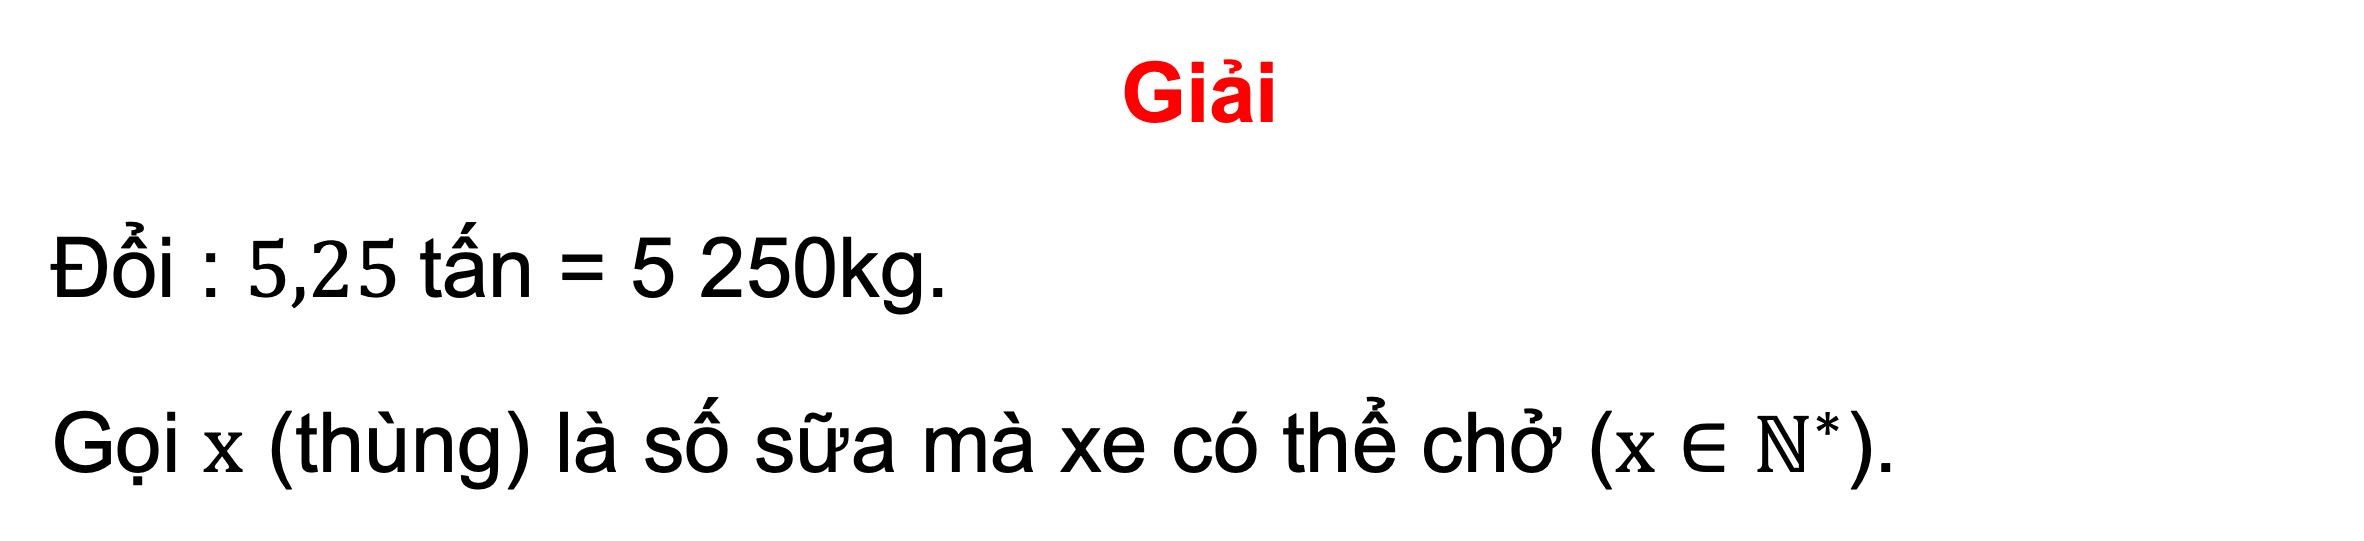 Giải
Đổi : 5,25 tấn = 5 250kg.
Gọi x (thùng) là số sữa mà xe có thể chở (x ∈ ℕ*).